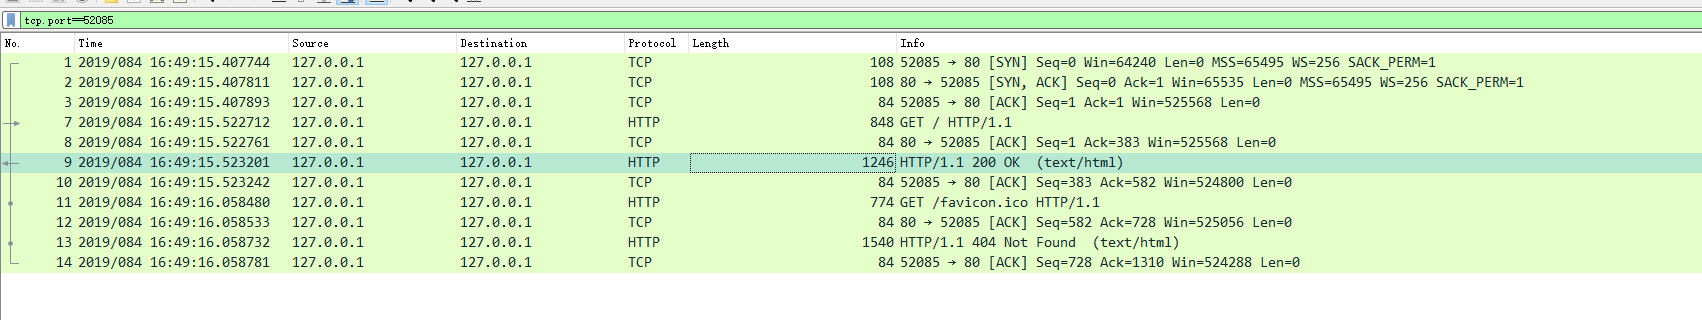 tcp.port==52085
No. Time Source Destination Protocol Length Info
1 2019/084 16:49:15.407744 127.0.0.1 127.0.0.1 TCP 108 52085 → 80 [SYN] Seq=0 Win=64240 Len=0 MSS=65495 WS=256 SACK_PERM=1
2 2019/084 16:49:15.407811 127.0.0.1 127.0.0.1 TCP 108 80 → 52085 [SYN, ACK] Seq=0 Ack=1 Win=65535 Len=0 MSS=65495 WS=256 SACK_PERM=1
3 2019/084 16:49:15.407893 127.0.0.1 127.0.0.1 TCP 84 52085 → 80 [ACK] Seq=1 Ack=1 Win=525568 Len=0
7 2019/084 16:49:15.522712 127.0.0.1 127.0.0.1 HTTP 848 GET / HTTP/1.1
8 2019/084 16:49:15.522761 127.0.0.1 127.0.0.1 TCP 84 80 → 52085 [ACK] Seq=1 Ack=383 Win=525568 Len=0
9 2019/084 16:49:15.523201 127.0.0.1 127.0.0.1 HTTP 1246 HTTP/1.1 200 OK (text/html)
10 2019/084 16:49:15.523242 127.0.0.1 127.0.0.1 TCP 84 52085 → 80 [ACK] Seq=383 Ack=582 Win=524800 Len=0
11 2019/084 16:49:16.058480 127.0.0.1 127.0.0.1 HTTP 774 GET /favicon.ico HTTP/1.1
12 2019/084 16:49:16.058533 127.0.0.1 127.0.0.1 TCP 84 80 → 52085 [ACK] Seq=582 Ack=728 Win=525056 Len=0
13 2019/084 16:49:16.058732 127.0.0.1 127.0.0.1 HTTP 1540 HTTP/1.1 404 Not Found (text/html)
14 2019/084 16:49:16.058781 127.0.0.1 127.0.0.1 TCP 84 52085 → 80 [ACK] Seq=728 Ack=1310 Win=524288 Len=0